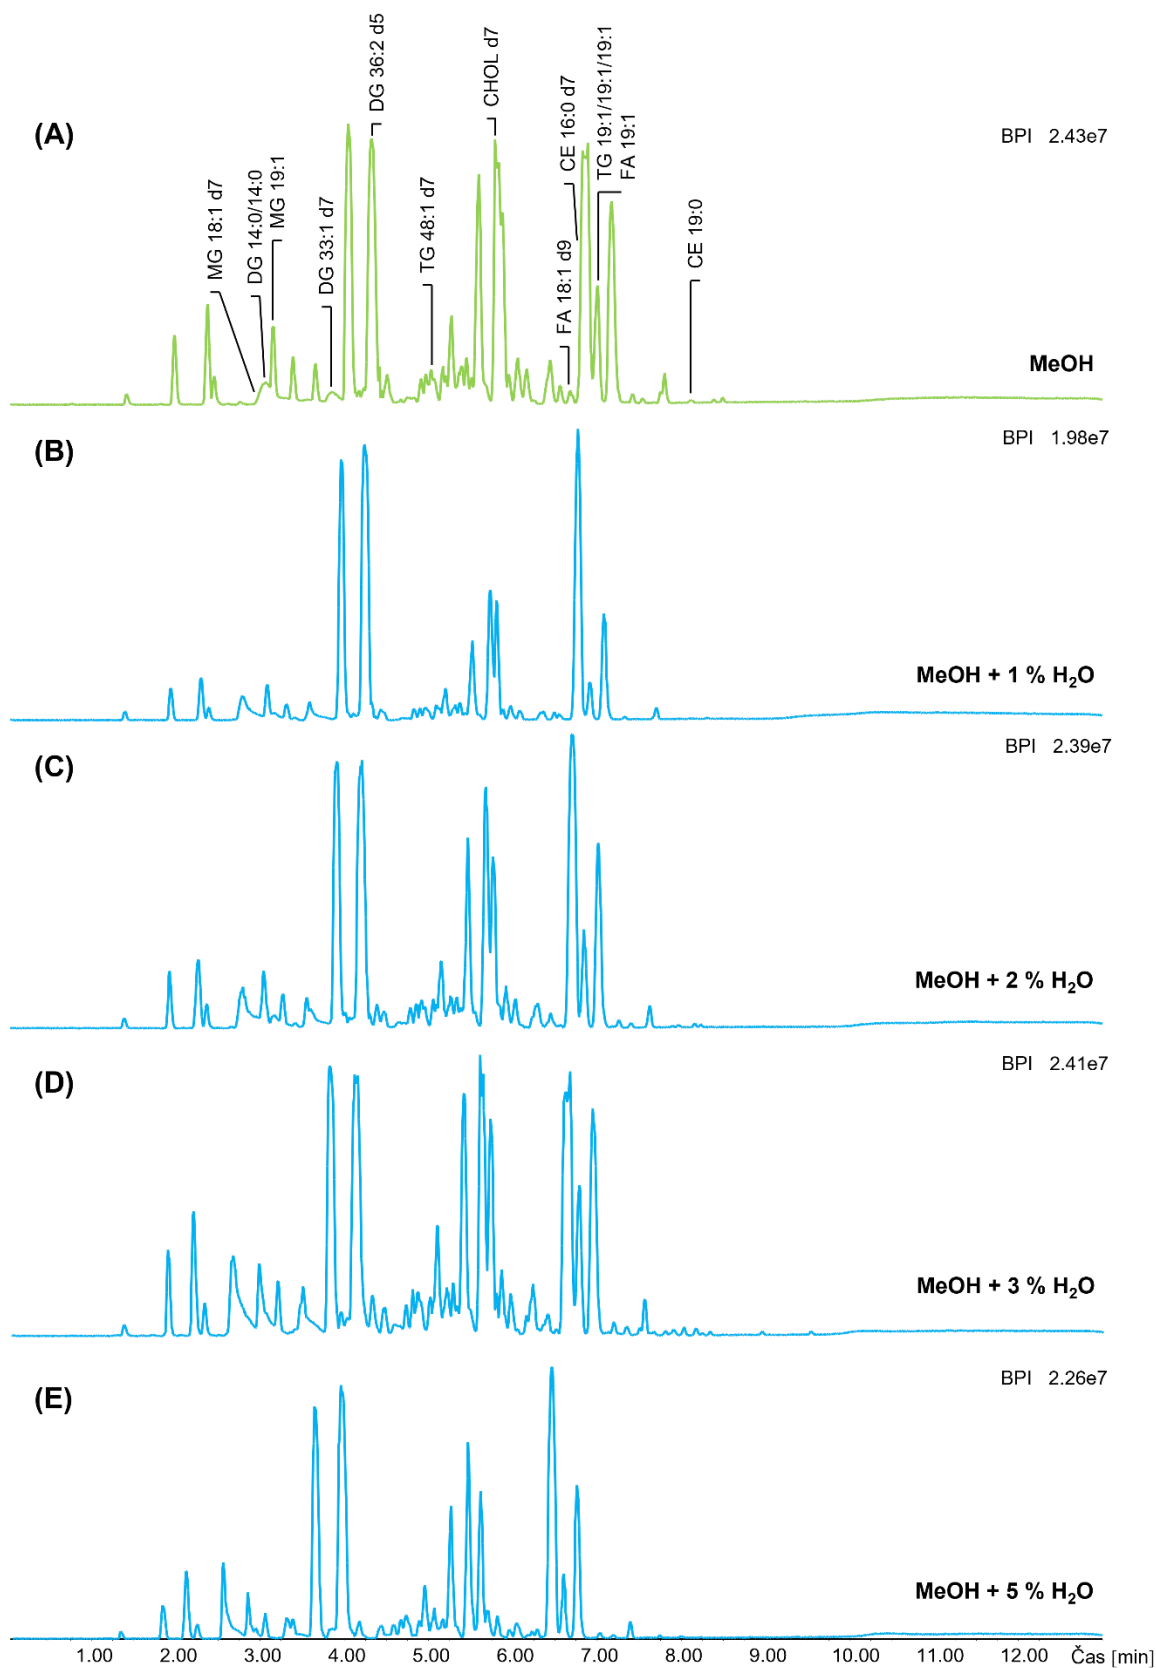 (A)
MG 18:1 d7
DG 14:0/14:0
MG 19:1
DG 33:1 d7
DG 36:2 d5
TG 48:1 d7
CHOL d7
FA 18:1 d9
CE 16:0 d7
TG 19:1/19:1/19:1
FA 19:1
CE 19:0
BPI 2.43e7
MeOH
(B)
BPI 1.98e7
MeOH + 1 % H₂O
(C)
BPI 2.39e7
MeOH + 2 % H₂O
(D)
BPI 2.41e7
MeOH + 3 % H₂O
(E)
BPI 2.26e7
MeOH + 5 % H₂O
1.00 2.00 3.00 4.00 5.00 6.00 7.00 8.00 9.00 10.00 11.00 12.00 Čas [min]